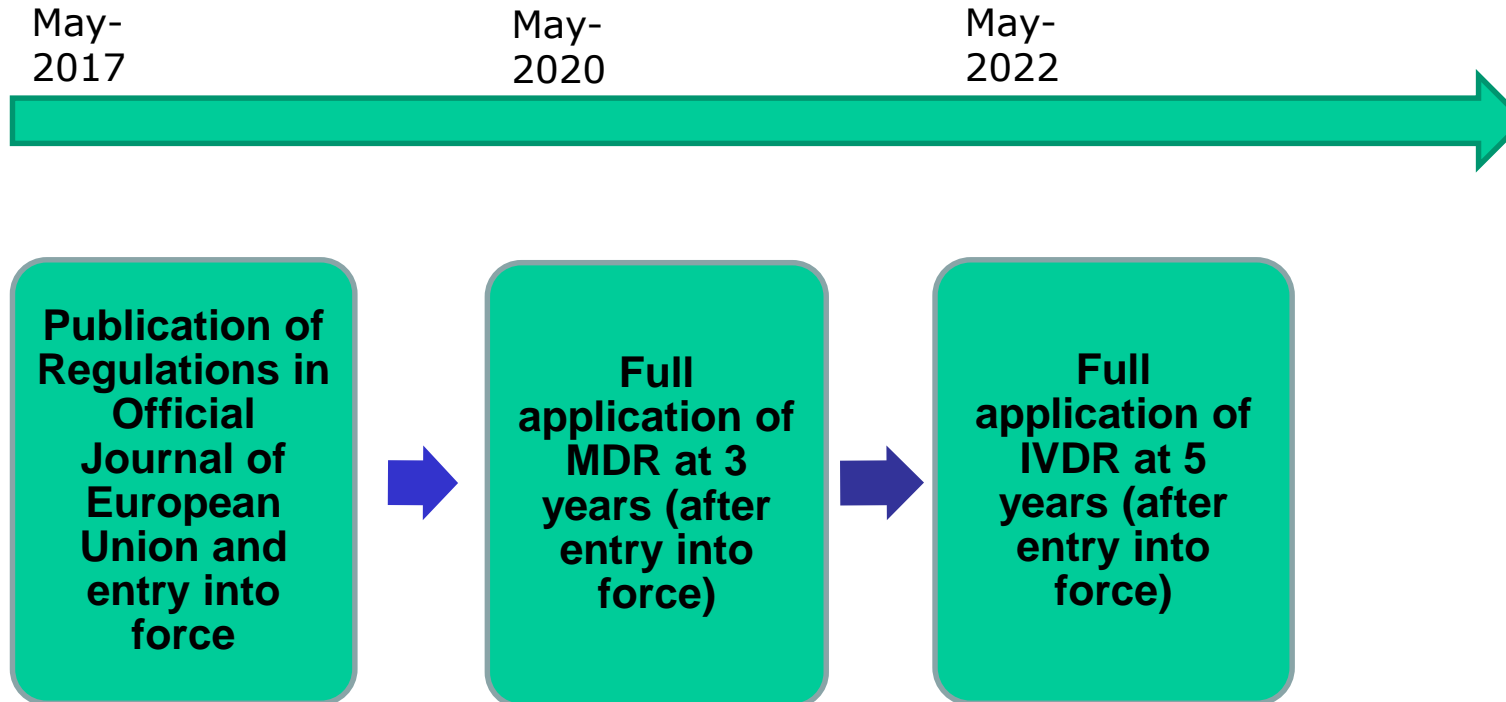 May-
2017
May-
2020
May-
2022
Publication of
Regulations in
Official
Journal of
European
Union and
entry into
force
Full
application of
MDR at 3
years (after
entry into
force)
Full
application of
IVDR at 5
years (after
entry into
force)